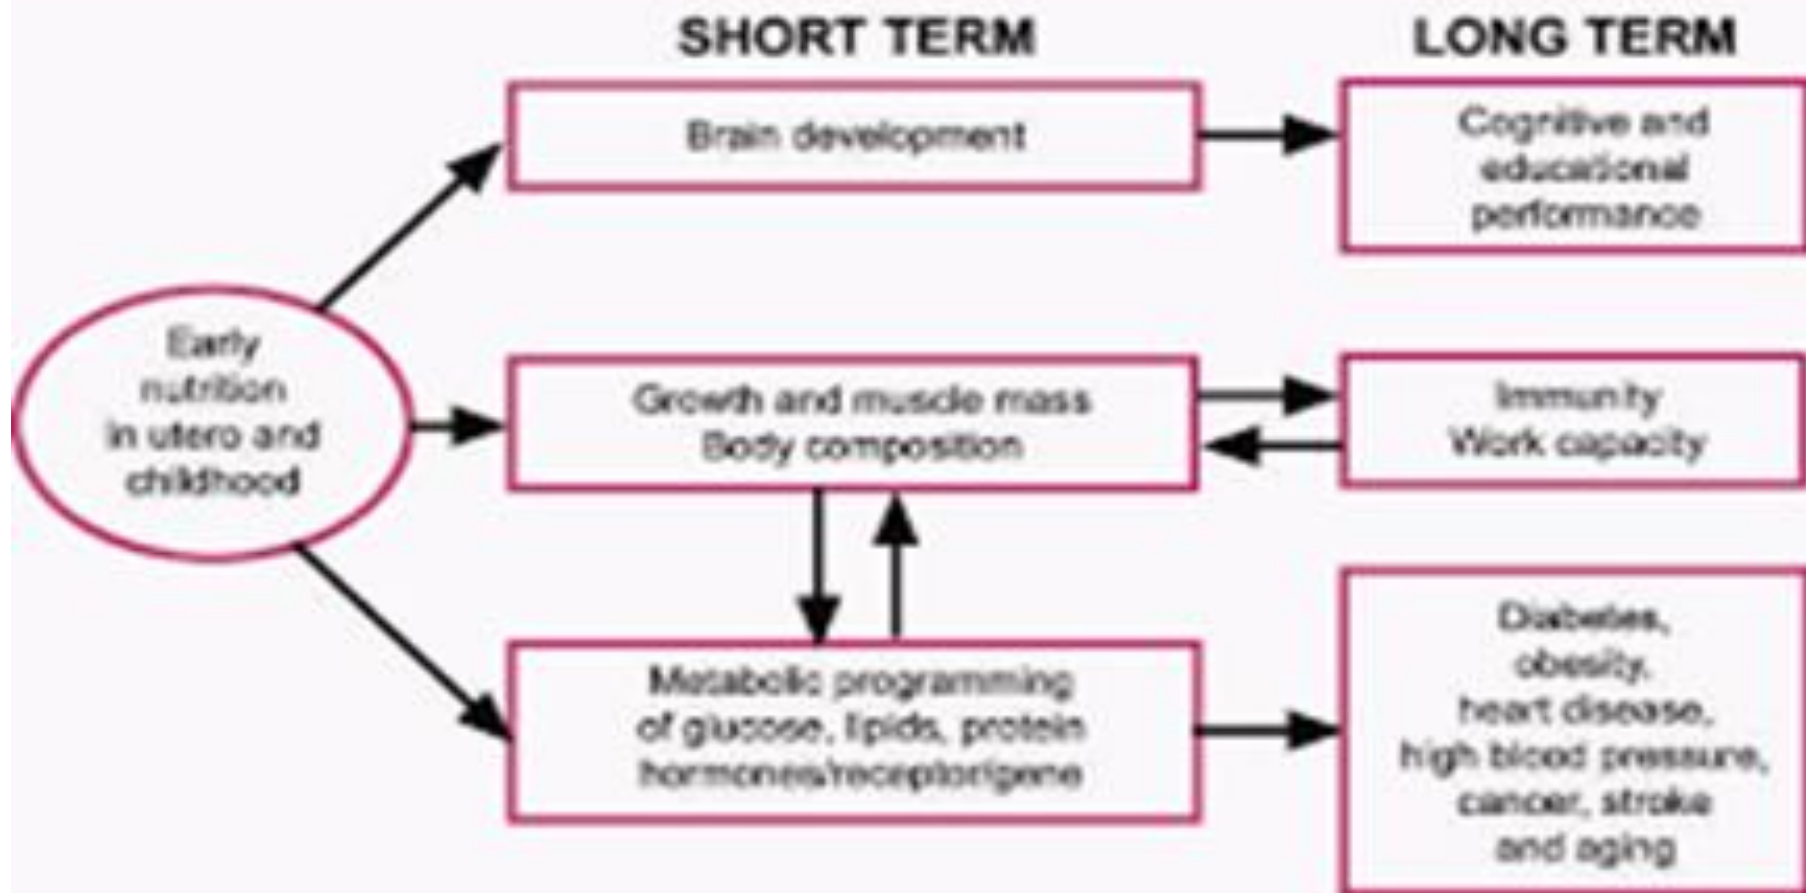 SHORT TERM
LONG TERM
Brain development
Cognitive and
educational
performance
Early
nutrition
in utero and
childhood
Growth and muscle mass
Body composition
Immunity
Work capacity
Metabolic programming
of glucose, lipids, protein
hormones/receptor/gene
Diabetes,
obesity,
heart disease,
high blood pressure,
cancer, stroke
and aging